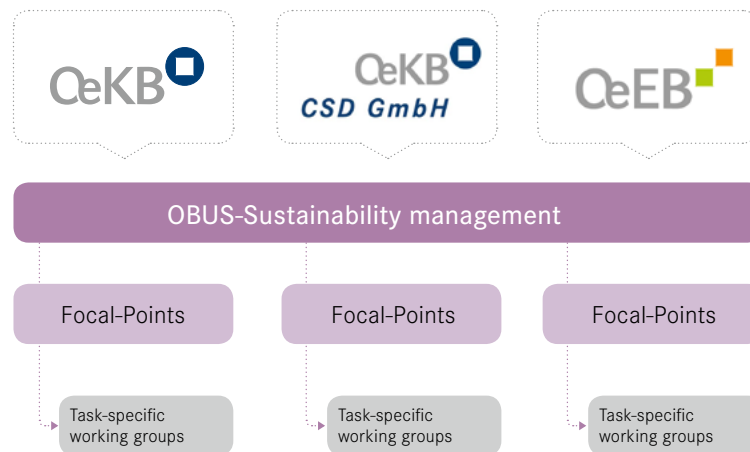 OeKB
OeKB
CSD GmbH
OeEB
OBUS-Sustainability management
Focal-Points
Focal-Points
Focal-Points
Task-specific
working groups
Task-specific
working groups
Task-specific
working groups